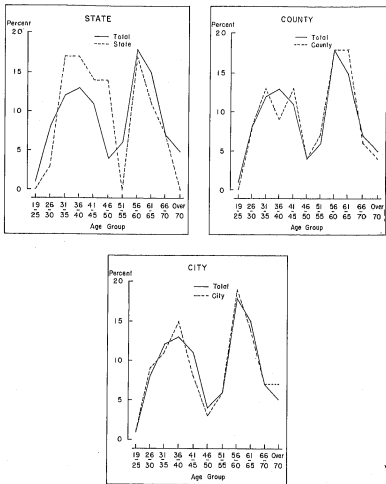 STATE
Percent
20
Total
State
15
10
5
0
19 26 31 36 41 46 51 56 61 66 Over
25 30 35 40 45 50 55 60 65 70 70
Age Group
COUNTY
Percent
20
Total
County
15
10
5
0
19 26 31 36 41 46 51 56 61 66 Over
25 30 35 40 45 50 55 60 65 70 70
Age Group
CITY
Percent
20
Total
City
15
10
5
0
19 26 31 36 41 46 51 56 61 66 Over
25 30 35 40 45 50 55 60 65 70 70
Age Group